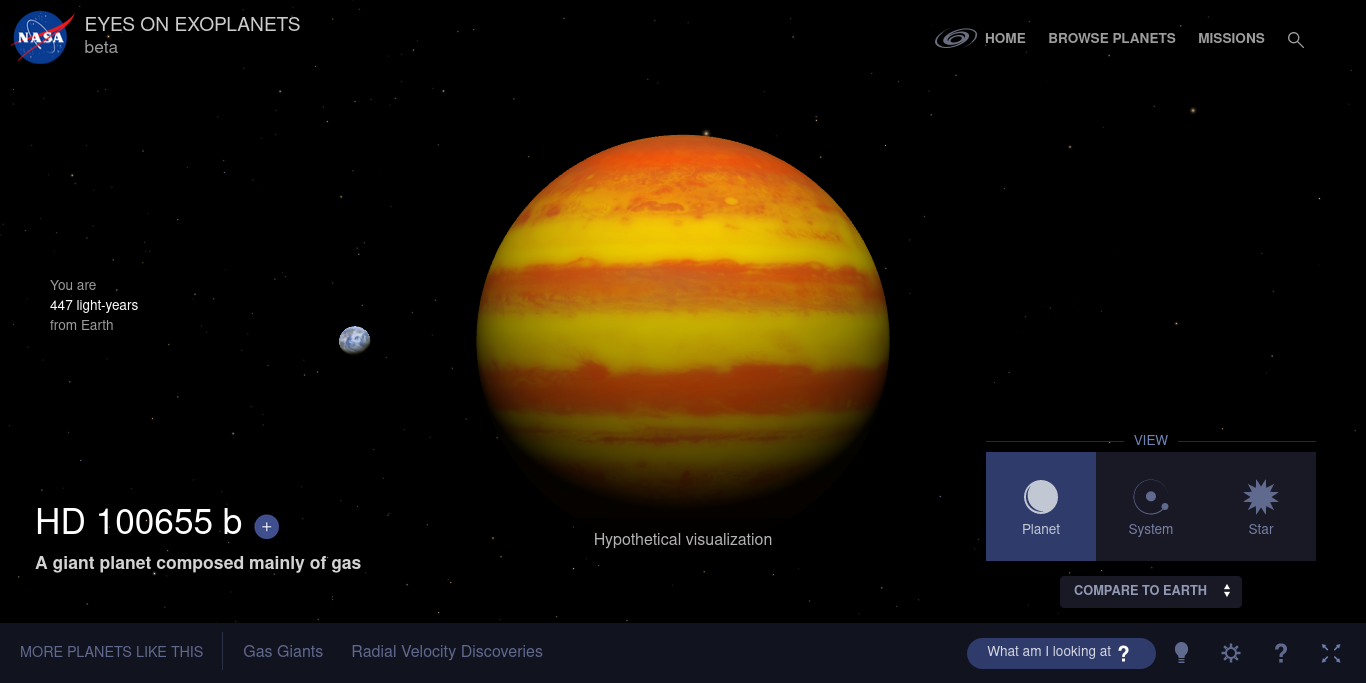 NASA
EYES ON EXOPLANETS
beta
HOME
BROWSE PLANETS
MISSIONS
You are
447 light-years
from Earth
HD 100655 b +
A giant planet composed mainly of gas
Hypothetical visualization
VIEW
Planet
System
Star
COMPARE TO EARTH
MORE PLANETS LIKE THIS
Gas Giants
Radial Velocity Discoveries
What am I looking at ?
?